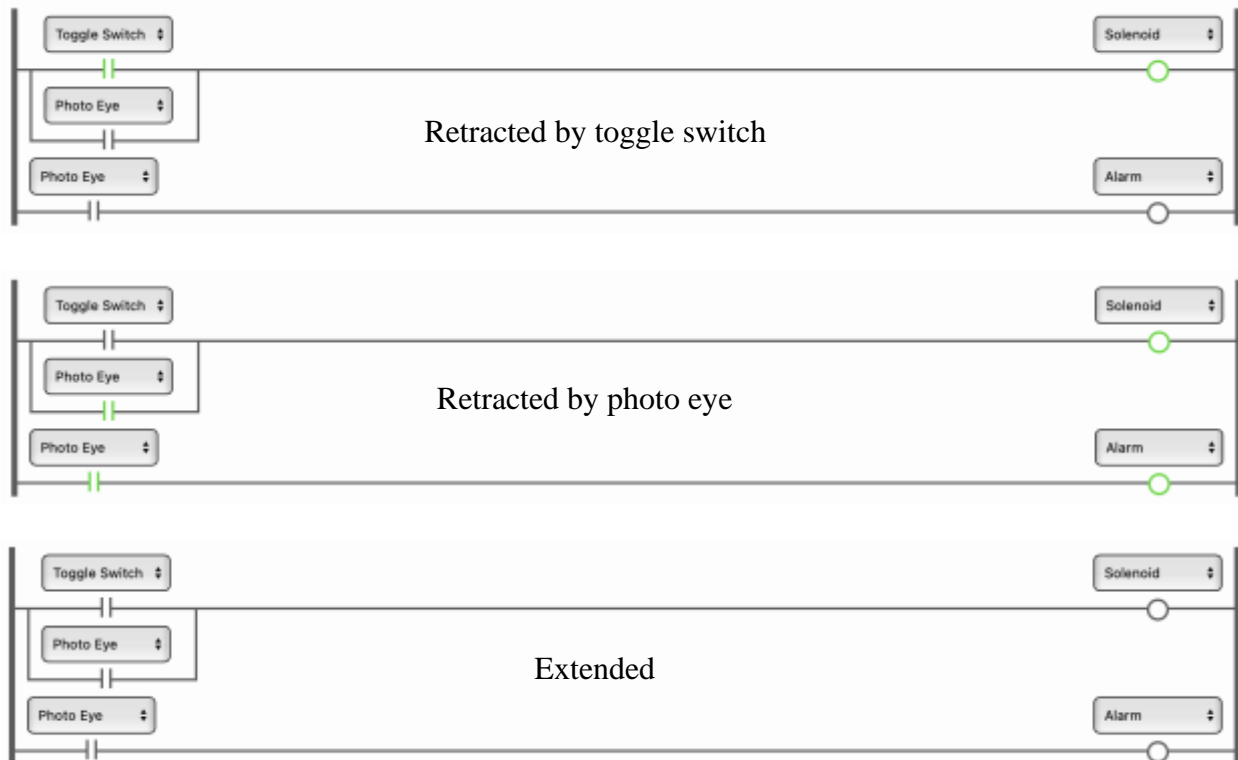 Toggle Switch
Solenoid
Photo Eye
Retracted by toggle switch
Photo Eye
Alarm
Toggle Switch
Solenoid
Photo Eye
Retracted by photo eye
Photo Eye
Alarm
Toggle Switch
Solenoid
Photo Eye
Extended
Photo Eye
Alarm